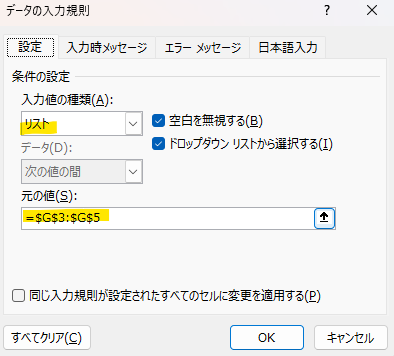 データの入力規則
?
設定
入力時メッセージ
エラー メッセージ
日本語入力
条件の設定
入力値の種類(A):
リスト
空白を無視する(B)
データ(D):
ドロップダウン リストから選択する(I)
次の値の間
元の値(S):
=$G$3:$G$5
同じ入力規則が設定されたすべてのセルに変更を適用する(P)
すべてクリア(C)
OK
キャンセル